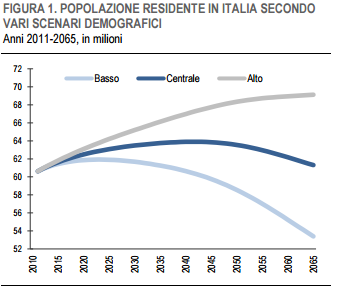 FIGURA 1. POPOLAZIONE RESIDENTE IN ITALIA SECONDO
VARI SCENARI DEMOGRAFICI
Anni 2011-2065, in milioni
72
Basso Centrale Alto
70
68
66
64
62
60
58
56
54
52
2010 2015 2020 2025 2030 2035 2040 2045 2050 2055 2060 2065